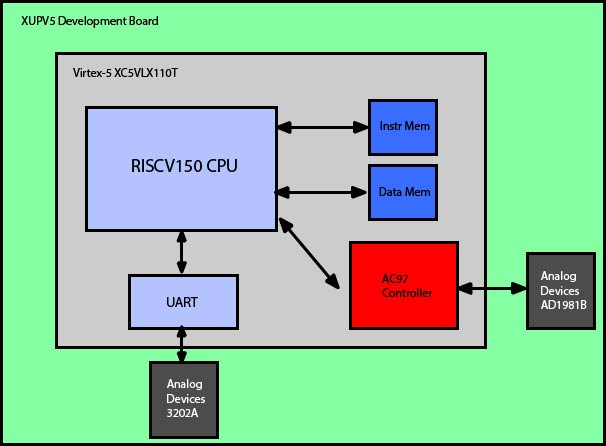 XUPV5 Development Board
Virtex-5 XC5VLX110T
RISCV150 CPU
Instr Mem
Data Mem
AC97
Controller
Analog
Devices
AD1981B
UART
Analog
Devices
3202A